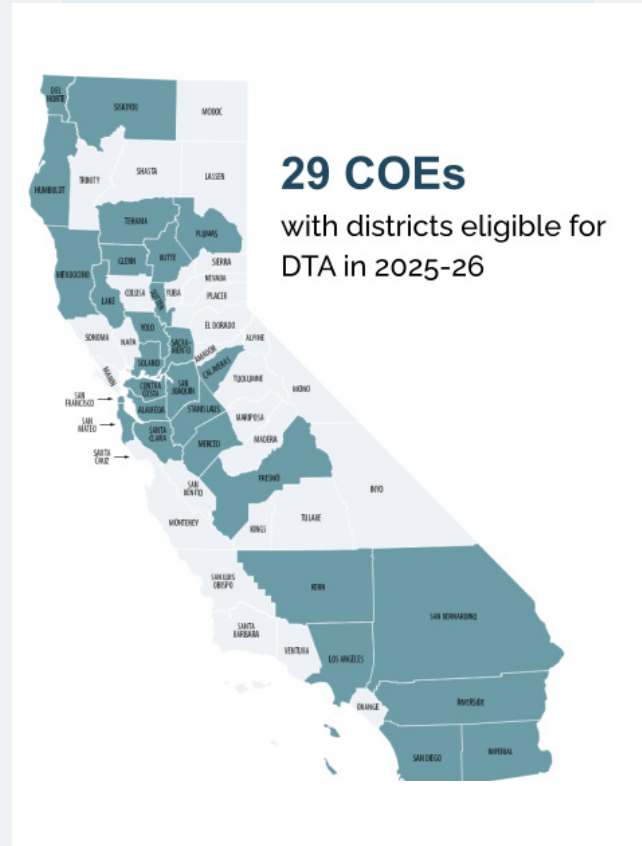 29 COEs
with districts eligible for
DTA in 2025-26
DEL
NORTE
SISKIYOU
MODOC
HUMBOLDT
TRINITY
SHASTA
LASSEN
TEHAMA
PLUMAS
MENDOCINO
GLENN
BUTTE
SIERRA
NEVADA
LAKE
COLUSA
SUTTER
YUBA
PLACER
EL DORADO
SONOMA
NAPA
YOLO
SACRA-
MENTO
ALPINE
AMADOR
MARIN
SOLANO
CALAVERAS
TUOLUMNE
MONO
SAN
FRANCISCO
CONTRA
COSTA
SAN
JOAQUIN
ALAMEDA
STANISLAUS
SAN
MATEO
SANTA
CLARA
MARIPOSA
MERCED
MADERA
SANTA
CRUZ
SAN
BENITO
FRESNO
INYO
MONTEREY
KINGS
TULARE
SAN LUIS
OBISPO
KERN
SAN BERNARDINO
SANTA
BARBARA
VENTURA
LOS ANGELES
ORANGE
RIVERSIDE
SAN DIEGO
IMPERIAL